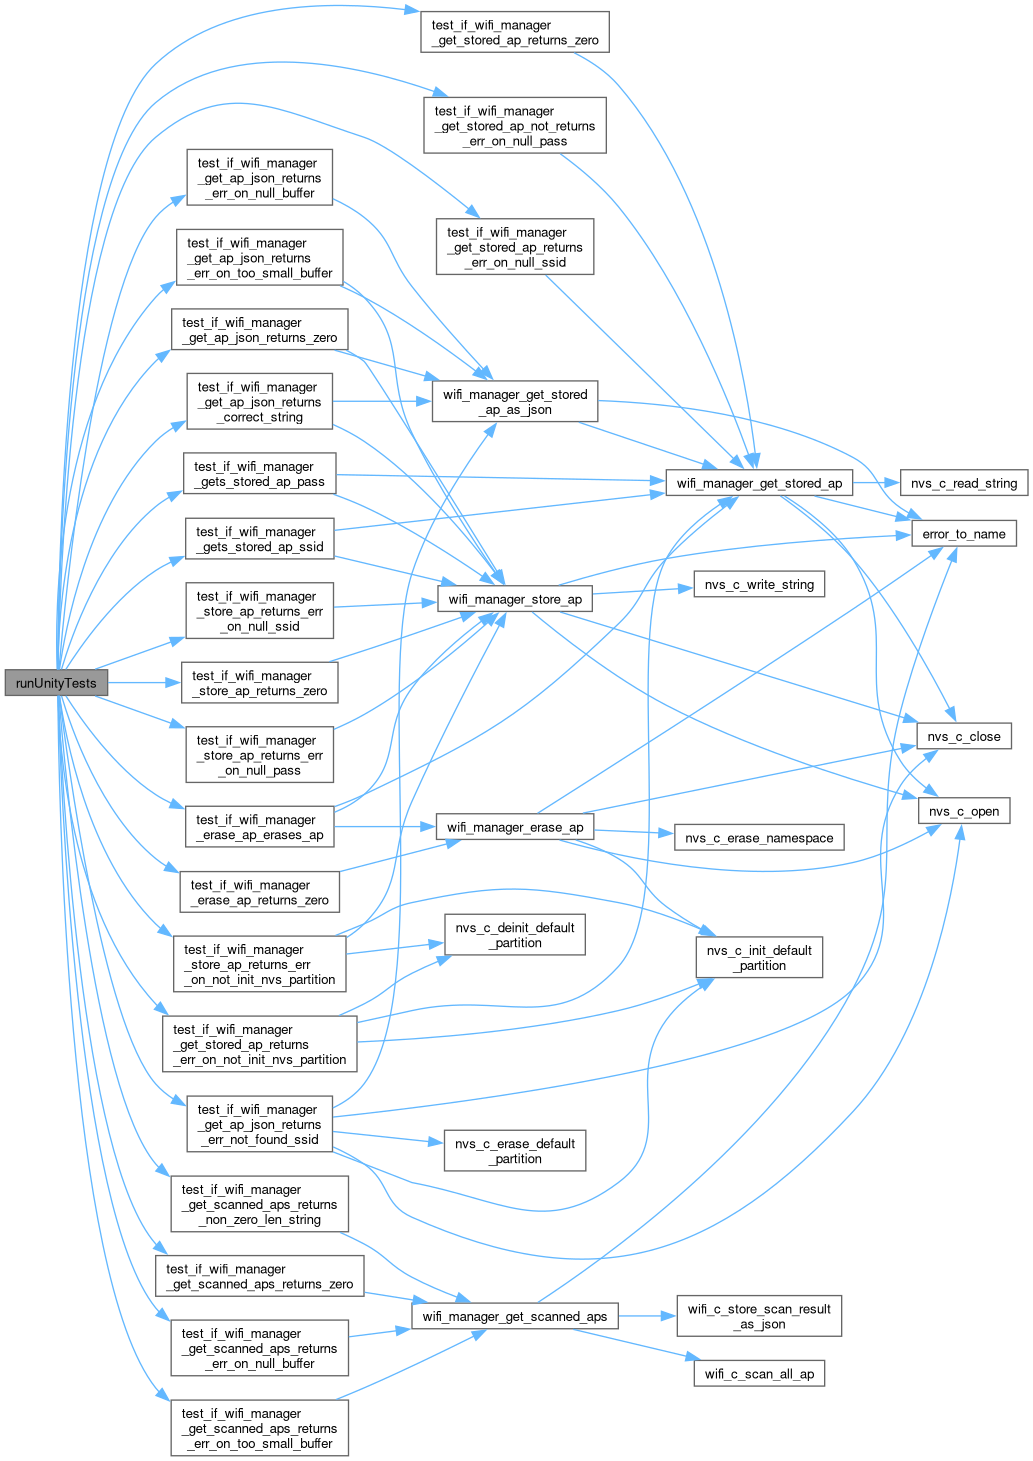 test_if_wifi_manager
_get_stored_ap_returns_zero
test_if_wifi_manager
_get_stored_ap_not_returns
_err_on_null_pass
test_if_wifi_manager
_get_ap_json_returns
_err_on_null_buffer
test_if_wifi_manager
_get_stored_ap_returns
_err_on_null_ssid
test_if_wifi_manager
_get_ap_json_returns
_err_on_too_small_buffer
test_if_wifi_manager
_get_ap_json_returns_zero
test_if_wifi_manager
_get_ap_json_returns
_correct_string
wifi_manager_get_stored
_ap_as_json
test_if_wifi_manager
_gets_stored_ap_pass
wifi_manager_get_stored_ap
nvs_c_read_string
test_if_wifi_manager
_gets_stored_ap_ssid
error_to_name
test_if_wifi_manager
_store_ap_returns_err
_on_null_ssid
wifi_manager_store_ap
nvs_c_write_string
runUnityTests
test_if_wifi_manager
_store_ap_returns_zero
test_if_wifi_manager
_store_ap_returns_err
_on_null_pass
nvs_c_close
test_if_wifi_manager
_erase_ap_erases_ap
wifi_manager_erase_ap
nvs_c_erase_namespace
nvs_c_open
test_if_wifi_manager
_erase_ap_returns_zero
test_if_wifi_manager
_store_ap_returns_err
_on_not_init_nvs_partition
nvs_c_deinit_default
_partition
nvs_c_init_default
_partition
test_if_wifi_manager
_get_stored_ap_returns
_err_on_not_init_nvs_partition
test_if_wifi_manager
_get_ap_json_returns
_err_not_found_ssid
nvs_c_erase_default
_partition
test_if_wifi_manager
_get_scanned_aps_returns
_non_zero_len_string
test_if_wifi_manager
_get_scanned_aps_returns_zero
wifi_manager_get_scanned_aps
wifi_c_store_scan_result
_as_json
test_if_wifi_manager
_get_scanned_aps_returns
_err_on_null_buffer
wifi_c_scan_all_ap
test_if_wifi_manager
_get_scanned_aps_returns
_err_on_too_small_buffer